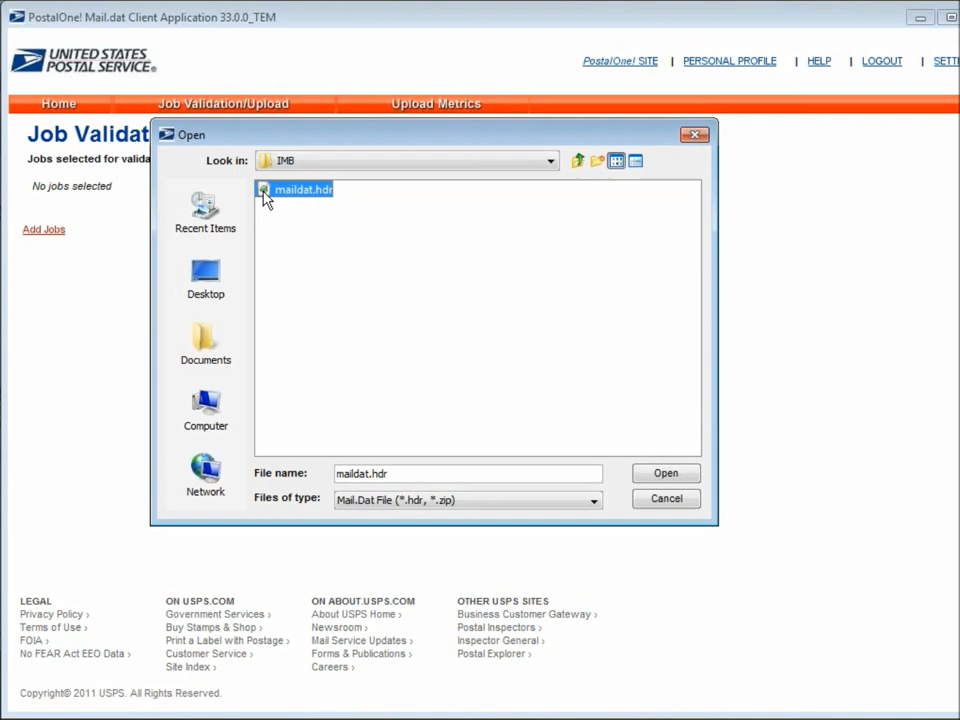 PostalOne! Mail.dat Client Application 33.0.0_TEM
UNITED STATES
POSTAL SERVICE®
PostalOne! SITE | PERSONAL PROFILE | HELP | LOGOUT | SETTI
Home Job Validation/Upload Upload Metrics
Job Validat
Jobs selected for valida
No jobs selected
Add Jobs
Open
Look in: IMB
maildat.hdr
Recent Items
Desktop
Documents
Computer
Network
File name: maildat.hdr Open
Files of type: Mail.Dat File (*.hdr, *.zip) Cancel
LEGAL
Privacy Policy ›
Terms of Use ›
FOIA ›
No FEAR Act EEO Data ›
ON USPS.COM
Government Services ›
Buy Stamps & Shop ›
Print a Label with Postage ›
Customer Service ›
Site Index ›
ON ABOUT.USPS.COM
About USPS Home ›
Newsroom ›
Mail Service Updates ›
Forms & Publications ›
Careers ›
OTHER USPS SITES
Business Customer Gateway ›
Postal Inspectors ›
Inspector General ›
Postal Explorer ›
Copyright© 2011 USPS. All Rights Reserved.